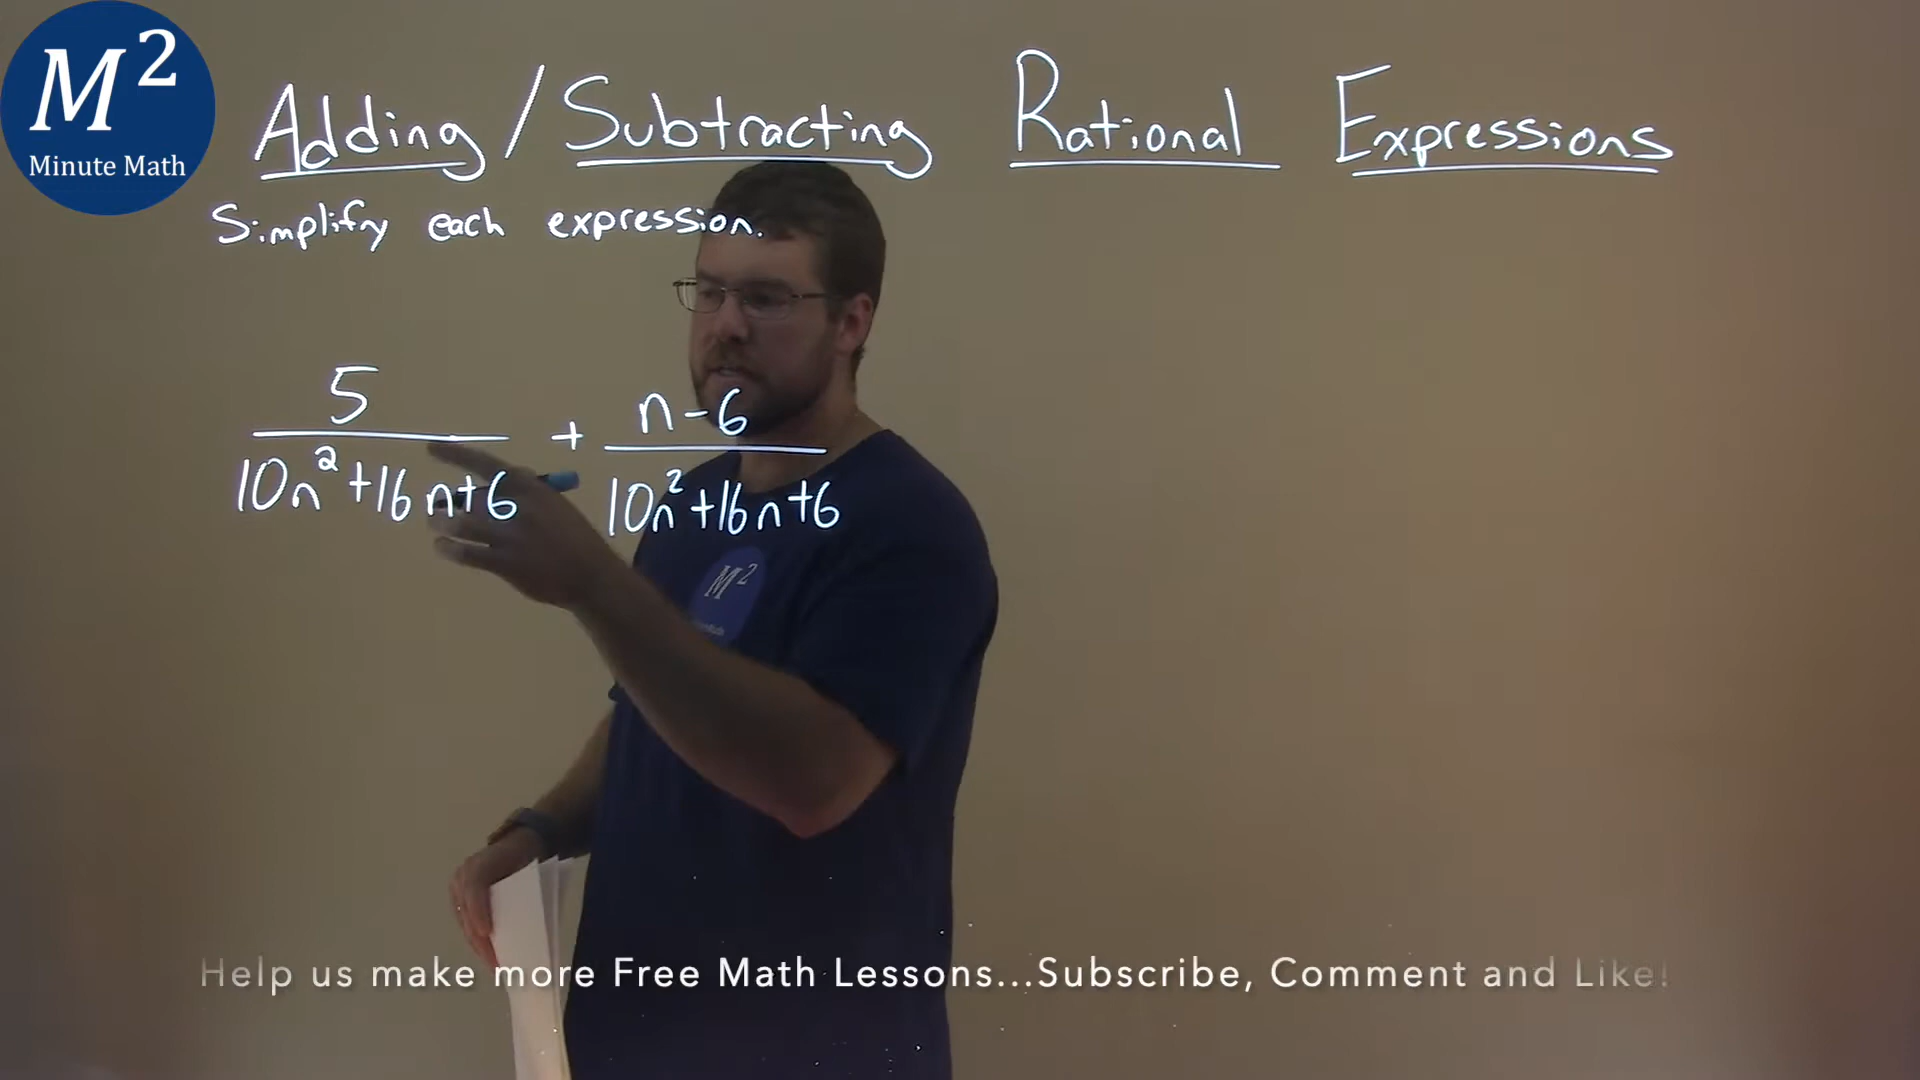 M²
Minute Math
Adding / Subtracting Rational Expressions
Simplify each expression.
5 + n-6
10n²+16n+6 10n²+16n+6
M²
Help us make more Free Math Lessons...Subscribe, Comment and Like!